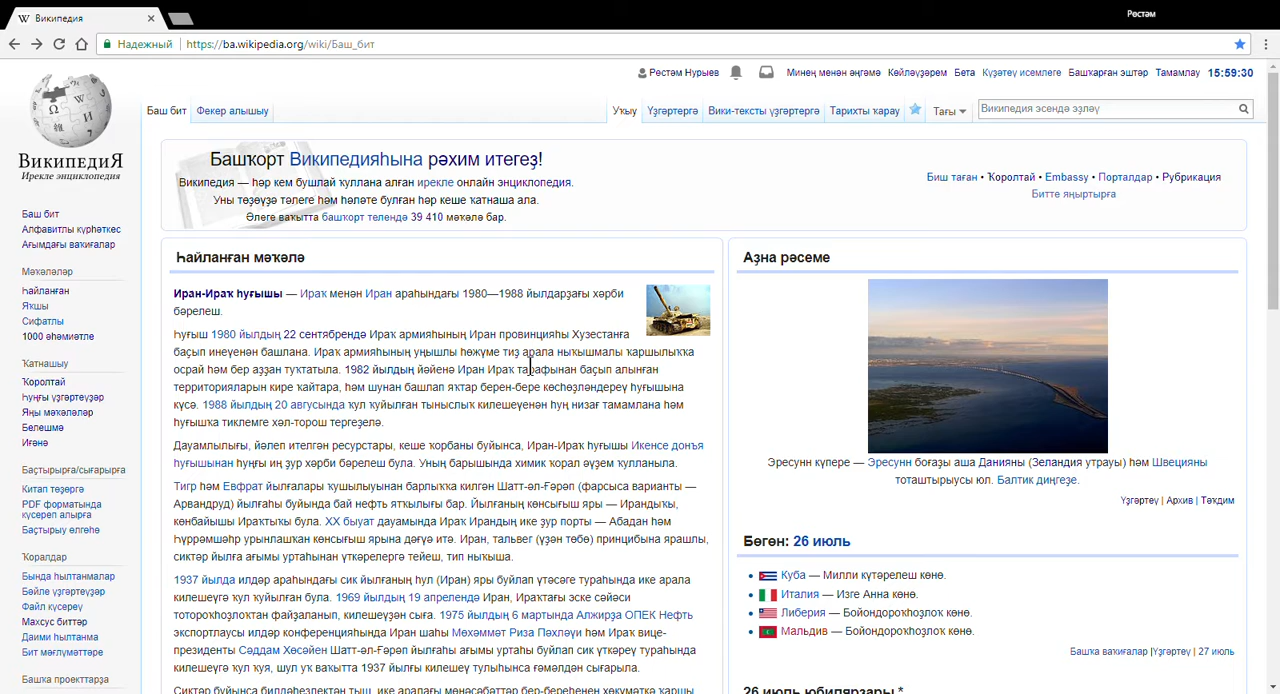 Википедия
Рөстәм
Надежный
https://ba.wikipedia.org/wiki/Баш_бит
Рөстәм Нурыев
Минең менән әңгәмә
Көйләүҙәрем
Бета
Күҙәтеү исемлеге
Башҡарған эштәр
Тамамлау
15:59:30
Баш бит
Фекер алышыу
Уҡыу
Үҙгәртергә
Вики-тексты үҙгәртергә
Тарихты ҡарау
Тағы
Википедия эсендә эҙләү
ВикипедиЯ
Ирекле энциклопедия
Баш бит
Алфавитлы күрһәткес
Ағымдағы ваҡиғалар
Мәҡәләләр
Һайланған
Яҡшы
Сифатлы
1000 әһәмиәтле
Ҡатнашыу
Ҡоролтай
Һуңғы үҙгәртеүҙәр
Яңы мәҡәләләр
Белешмә
Иғәнә
Баҫтырырға/сығарырға
Китап төҙөргә
PDF форматында
күсереп алырға
Баҫтырыу өлгөһө
Ҡоралдар
Бында һылтанмалар
Бәйле үҙгәртеүҙәр
Файл күсереү
Махсус биттәр
Даими һылтанма
Бит мәғлүмәттәре
Башҡа проекттарҙа
Башҡорт Википедияһына рәхим итегеҙ!
Википедия — һәр кем бушлай ҡуллана алған ирекле онлайн энциклопедия.
Уны төҙөүҙә теләге һәм һәләте булған һәр кеше ҡатнаша ала.
Әлеге ваҡытта башҡорт телендә 39 410 мәҡалә бар.
Биш таған • Ҡоролтай • Embassy • Порталдар • Рубрикация
Битте яңыртырға
Һайланған мәҡәлә
Иран-Ираҡ һуғышы — Ираҡ менән Иран араһындағы 1980—1988 йылдарҙағы хәрби
бәрелеш.
Һуғыш 1980 йылдың 22 сентябрендә Ираҡ армияһының Иран провинцияһы Хузестанға
баҫып инеүенән башлана. Ираҡ армияһының уңышлы һөжүме тиҙ арала ныҡышмалы ҡаршылыҡҡа
осрай һәм бер аҙҙан туҡтатыла. 1982 йылдың йәйенә Иран Ираҡ тарафынан баҫып алынған
территорияларын кире ҡайтара, һәм шунан башлап яҡтар берен-бере көсһөҙләндереү һуғышына
күсә. 1988 йылдың 20 авгусында ҡул ҡуйылған тыныслыҡ килешеүенән һуң низағ тамамлана һәм
һуғышҡа тиклемге хәл-торош тергеҙелә.
Дауамлылығы, йәлеп ителгән ресурстары, кеше ҡорбаны буйынса, Иран-Ираҡ һуғышы Икенсе донъя
һуғышынан һуңғы иң ҙур хәрби бәрелеш була. Уның барышында химик ҡорал әүҙем ҡулланыла.
Тигр һәм Евфрат йылғалары ҡушылыуынан барлыҡҡа килгән Шатт-әл-Ғәрәп (фарсыса варианты —
Арвандруд) йылғаһы буйында бай нефть ятҡылығы бар. Йылғаның көнсығыш яры — Ирандыҡы,
көнбайышы Ираҡтыҡы була. XX быуат дауамында Ираҡ Ирандың ике ҙур порты — Абадан һәм
Һүррәмшәһр урынлашҡан көнсығыш ярына дәғүә итә. Иран, тальвег (үҙән төбө) принцибына ярашлы,
сиктәр йылға ағымы уртаһынан үткәрелергә тейеш, тип ныҡыша.
1937 йылда илдәр араһындағы сик йылғаның һул (Иран) яры буйлап үтәсәге тураһында ике арала
килешеүгә ҡул ҡуйылған була. 1969 йылдың 19 апрелендә Иран, Ираҡтағы эске сәйәси
тотороҡһоҙлоҡтан файҙаланып, килешеүҙән сыға. 1975 йылдың 6 мартында Алжирҙа ОПЕК Нефть
экспортлаусы илдәр конференцияһында Иран шаһы Мөхәммәт Риза Пәхләүи һәм Ираҡ вице-
президенты Сәддам Хөсәйен Шатт-әл-Ғәрәп йылғаһы ағымы уртаһы буйлап сик үткәреү тураһында
килешеүгә ҡул ҡуя, шул уҡ ваҡытта 1937 йылғы килешеү тулыһынса ғәмәлдән сығарыла.
Аҙна рәсеме
Эресунн күпере — Эресунн боғаҙы аша Данияны (Зеландия утрауы) һәм Швецияны
тоташтырыусы юл. Балтик диңгеҙе.
Үҙгәртеү | Архив | Тәҡдим
Бөгөн: 26 июль
Куба — Милли күтәрелеш көнө.
Италия — Изге Анна көнө.
Либерия — Бойондороҡһоҙлоҡ көнө.
Мальдив — Бойондороҡһоҙлоҡ көнө.
Башҡа ваҡиғалар |Үҙгәртеү | 27 июль
26 июль юбилярҙары *